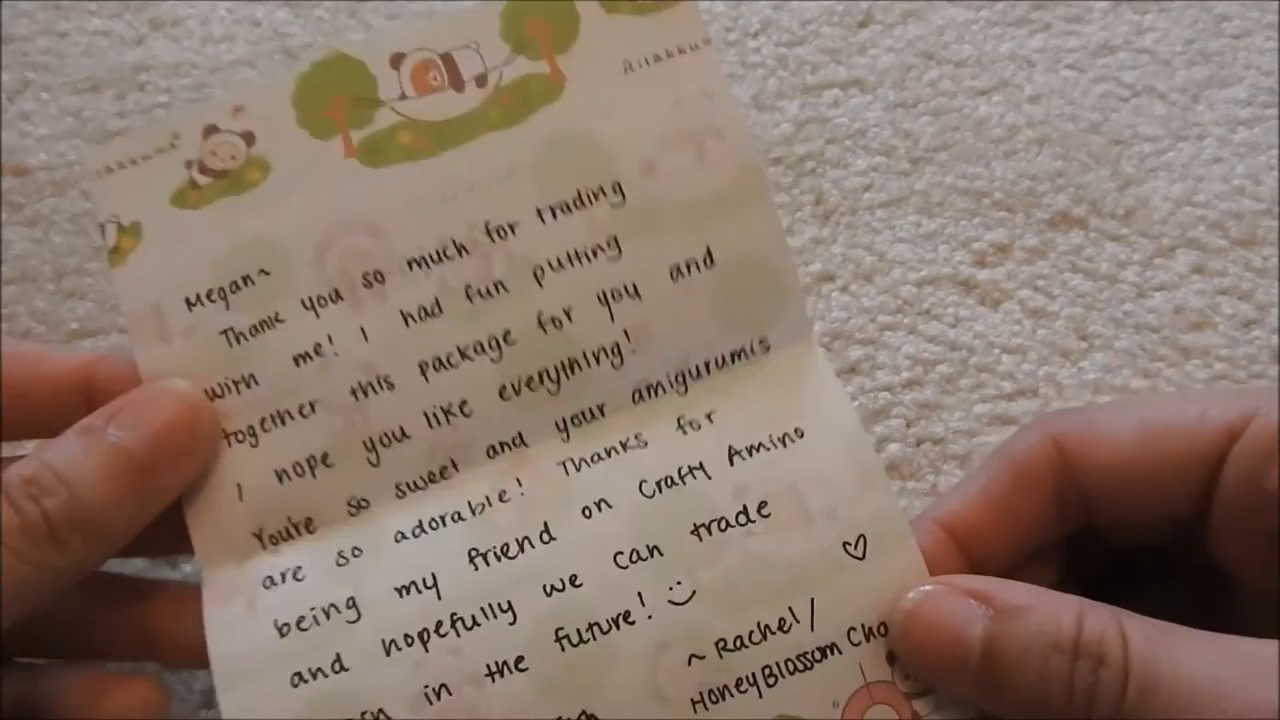 Megan~
Thank you so much for trading
with me! I had fun putting
together this package for you and
I hope you like everything!
You're so sweet and your amigurumis
are so adorable! Thanks for
being my friend on Crafty Amino
and hopefully we can trade
in the future! :)
♡
~Rachel/
HoneyBlossom